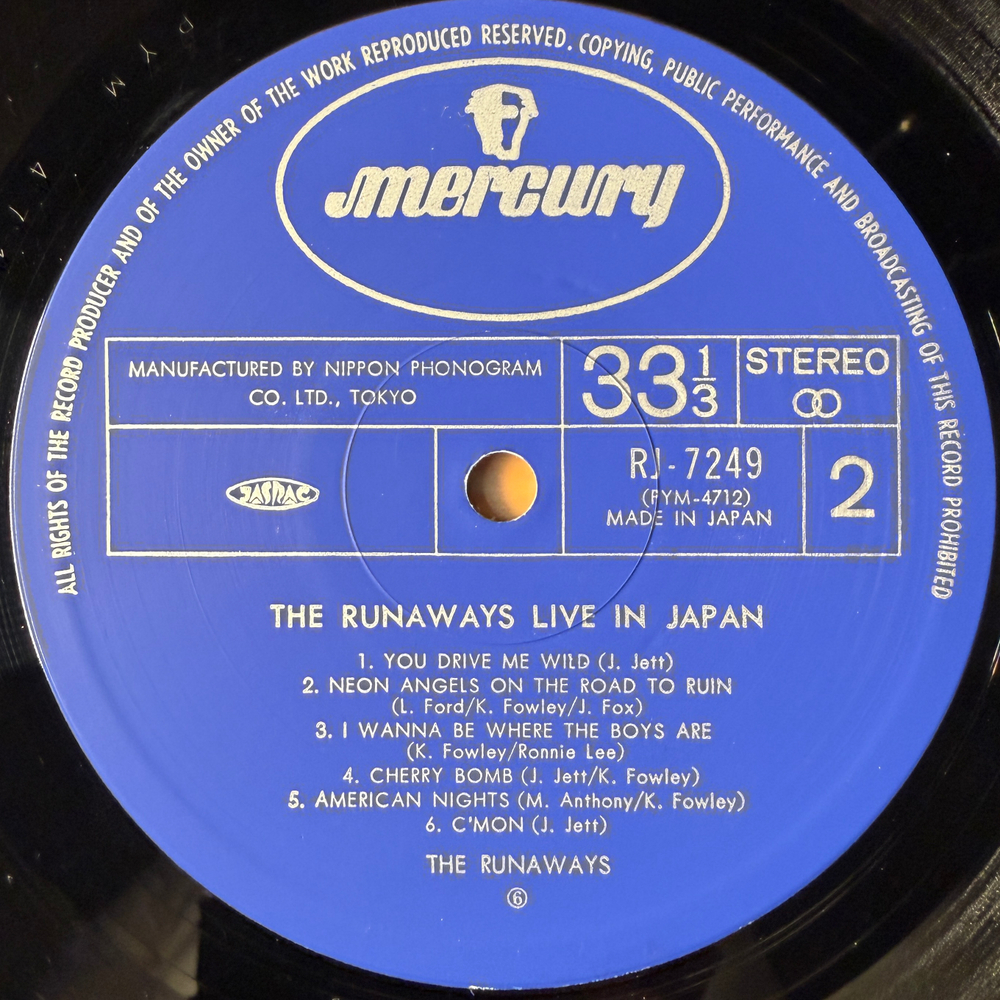 ALL RIGHTS OF THE RECORD PRODUCER AND OF THE OWNER OF THE WORK REPRODUCED RESERVED. COPYING, PUBLIC PERFORMANCE AND BROADCASTING OF THIS RECORD PROHIBITED
mercury
MANUFACTURED BY NIPPON PHONOGRAM
CO. LTD., TOKYO
33 1/3
STEREO
JASRAC
RJ-7249
(PYM-4712)
MADE IN JAPAN
2
THE RUNAWAYS LIVE IN JAPAN
1. YOU DRIVE ME WILD (J. Jett)
2. NEON ANGELS ON THE ROAD TO RUIN
(L. Ford/K. Fowley/J. Fox)
3. I WANNA BE WHERE THE BOYS ARE
(K. Fowley/Ronnie Lee)
4. CHERRY BOMB (J. Jett/K. Fowley)
5. AMERICAN NIGHTS (M. Anthony/K. Fowley)
6. C'MON (J. Jett)
THE RUNAWAYS
⑥